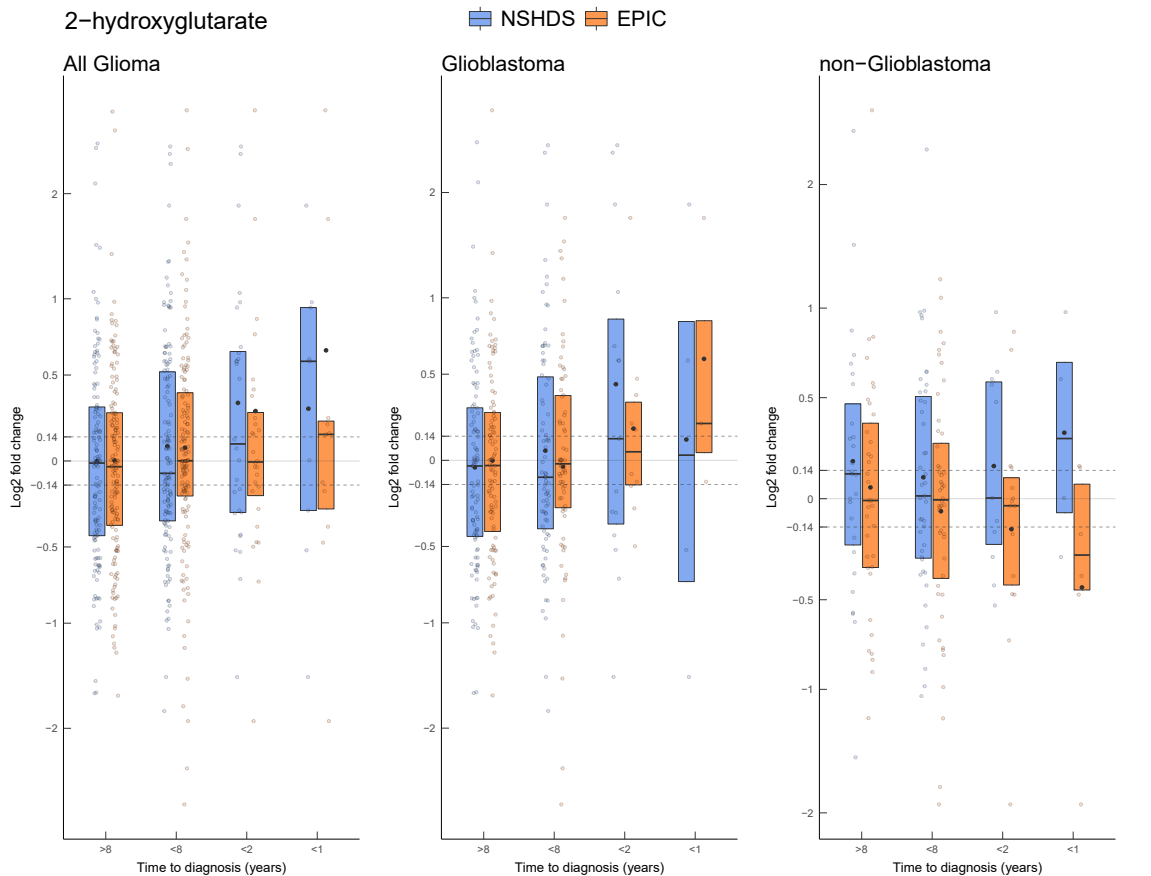 2−hydroxyglutarate
NSHDS EPIC
All Glioma
Log2 fold change
2
1
0.5
0.14
0
−0.14
−0.5
−1
−2
>8 <8 <2 <1
Time to diagnosis (years)
Glioblastoma
Log2 fold change
2
1
0.5
0.14
0
−0.14
−0.5
−1
−2
>8 <8 <2 <1
Time to diagnosis (years)
non−Glioblastoma
Log2 fold change
2
1
0.5
0.14
0
−0.14
−0.5
−1
−2
>8 <8 <2 <1
Time to diagnosis (years)